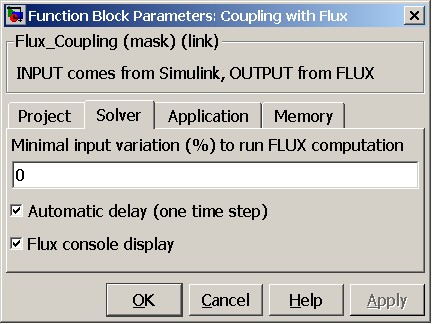 Function Block Parameters: Coupling with Flux
Flux_Coupling (mask) (link)
INPUT comes from Simulink, OUTPUT from FLUX
Project Solver Application Memory
Minimal input variation (%) to run FLUX computation
0
Automatic delay (one time step)
Flux console display
OK Cancel Help Apply